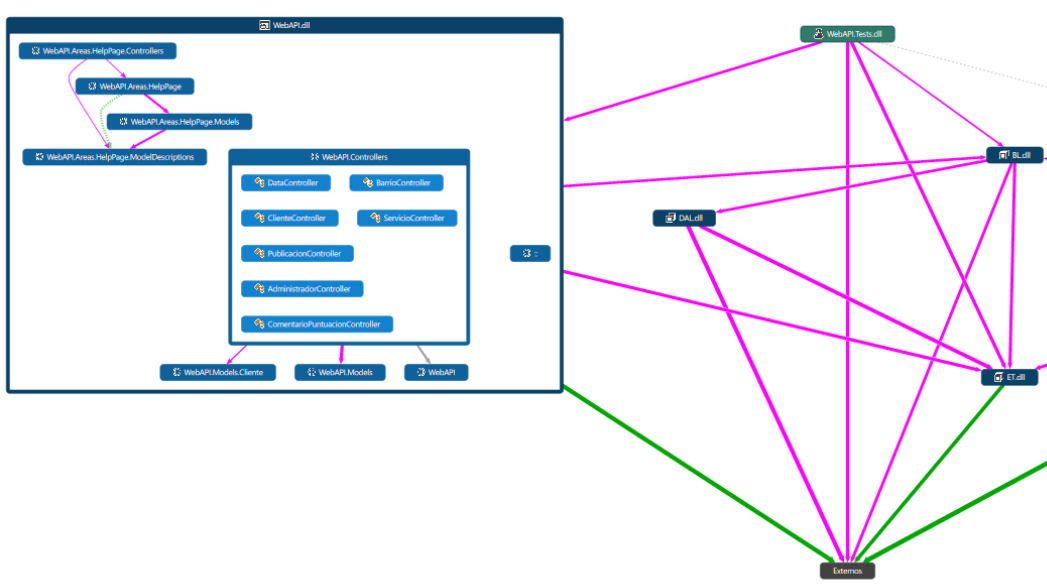 WebAPI.dll
WebAPI.Tests.dll
WebAPI.Areas.HelpPage.Controllers
WebAPI.Areas.HelpPage
WebAPI.Areas.HelpPage.Models
WebAPI.Areas.HelpPage.ModelDescriptions
WebAPI.Controllers
BL.dll
DataController
BarrioController
ClienteController
ServicioController
DAL.dll
PublicacionController
::
AdministradorController
ComentarioPuntuacionController
WebAPI.Models.Cliente
WebAPI.Models
WebAPI
ET.dll
Externos